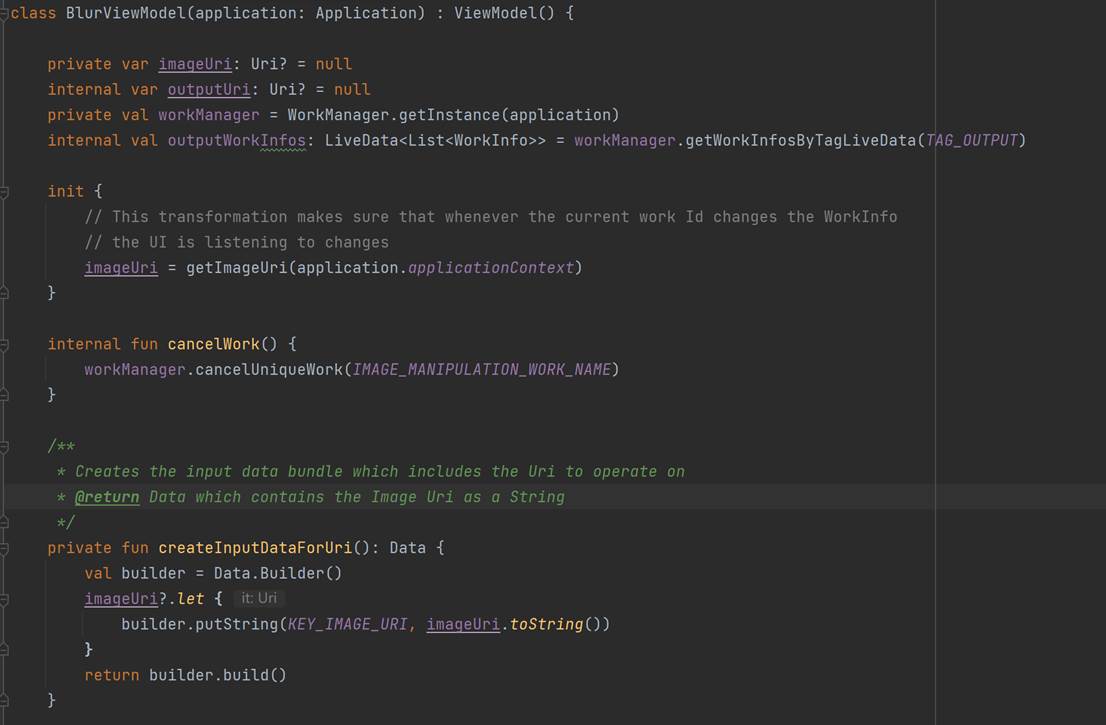 class BlurViewModel(application: Application) : ViewModel() {
private var imageUri: Uri? = null
internal var outputUri: Uri? = null
private val workManager = WorkManager.getInstance(application)
internal val outputWorkInfos: LiveData<List<WorkInfo>> = workManager.getWorkInfosByTagLiveData(TAG_OUTPUT)
init {
// This transformation makes sure that whenever the current work Id changes the WorkInfo
// the UI is listening to changes
imageUri = getImageUri(application.applicationContext)
}
internal fun cancelWork() {
workManager.cancelUniqueWork(IMAGE_MANIPULATION_WORK_NAME)
}
/**
* Creates the input data bundle which includes the Uri to operate on
* @return Data which contains the Image Uri as a String
*/
private fun createInputDataForUri(): Data {
val builder = Data.Builder()
imageUri?.let { it: Uri
builder.putString(KEY_IMAGE_URI, imageUri.toString())
}
return builder.build()
}